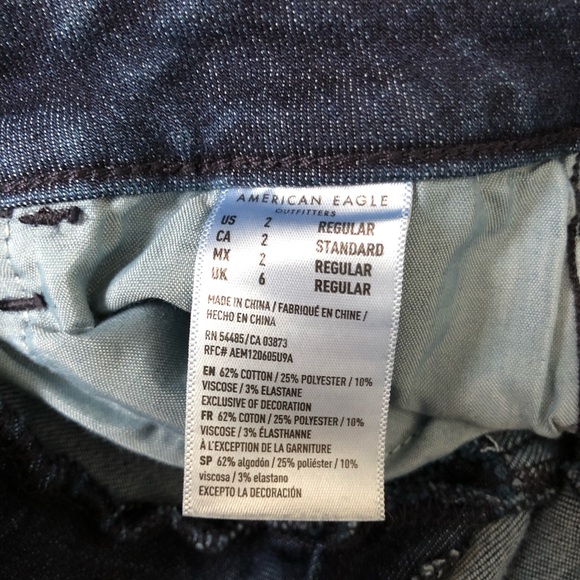 AMERICAN EAGLE
OUTFITTERS
US 2 REGULAR
CA 2 STANDARD
MX 2 REGULAR
UK 6 REGULAR
MADE IN CHINA / FABRIQUÉ EN CHINE /
HECHO EN CHINA
RN 54485/CA 03873
RFC# AEM120605U9A
EN 62% COTTON / 25% POLYESTER / 10%
VISCOSE / 3% ELASTANE
EXCLUSIVE OF DECORATION
FR 62% COTON / 25% POLYESTER / 10%
VISCOSE / 3% ÉLASTHANNE
À L'EXCEPTION DE LA GARNITURE
SP 62% algodón / 25% poliéster / 10%
viscosa / 3% elastano
EXCEPTO LA DECORACIÓN